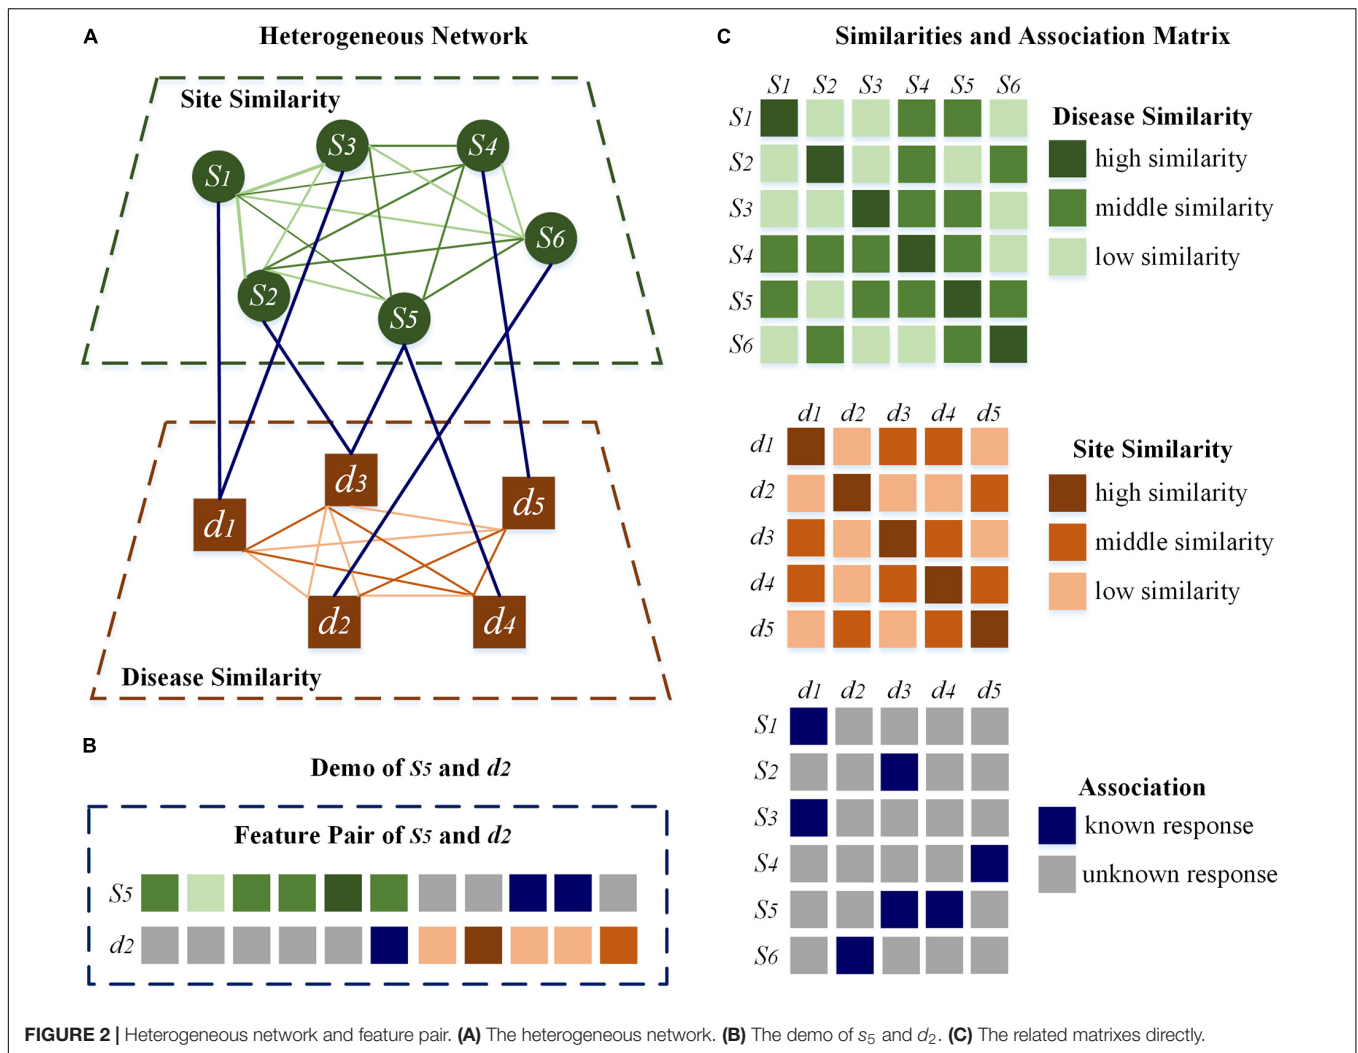 A
Heterogeneous Network
Site Similarity
S1
S3
S4
S6
S2
S5
d1
d3
d5
d2
d4
Disease Similarity
B
Demo of S5 and d2
Feature Pair of S5 and d2
S5
d2
C
Similarities and Association Matrix
S1 S2 S3 S4 S5 S6
S1
S2
S3
S4
S5
S6
Disease Similarity
high similarity
middle similarity
low similarity
d1 d2 d3 d4 d5
d1
d2
d3
d4
d5
Site Similarity
high similarity
middle similarity
low similarity
d1 d2 d3 d4 d5
S1
S2
S3
S4
S5
S6
Association
known response
unknown response
FIGURE 2 | Heterogeneous network and feature pair. (A) The heterogeneous network. (B) The demo of s5 and d2. (C) The related matrixes directly.